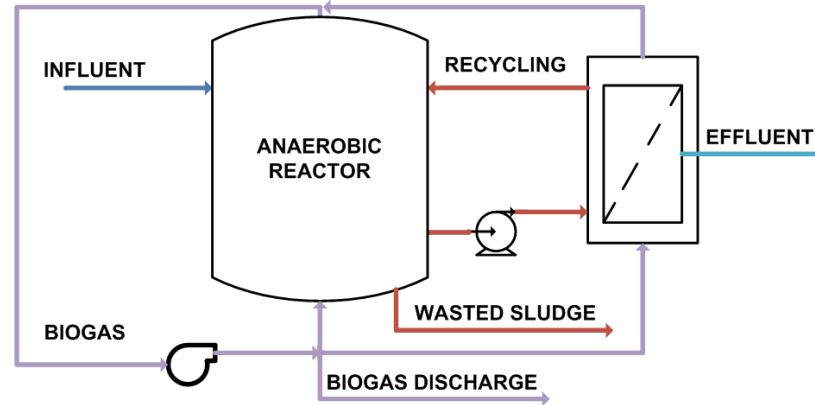 INFLUENT
RECYCLING
ANAEROBIC
REACTOR
EFFLUENT
WASTED SLUDGE
BIOGAS
BIOGAS DISCHARGE